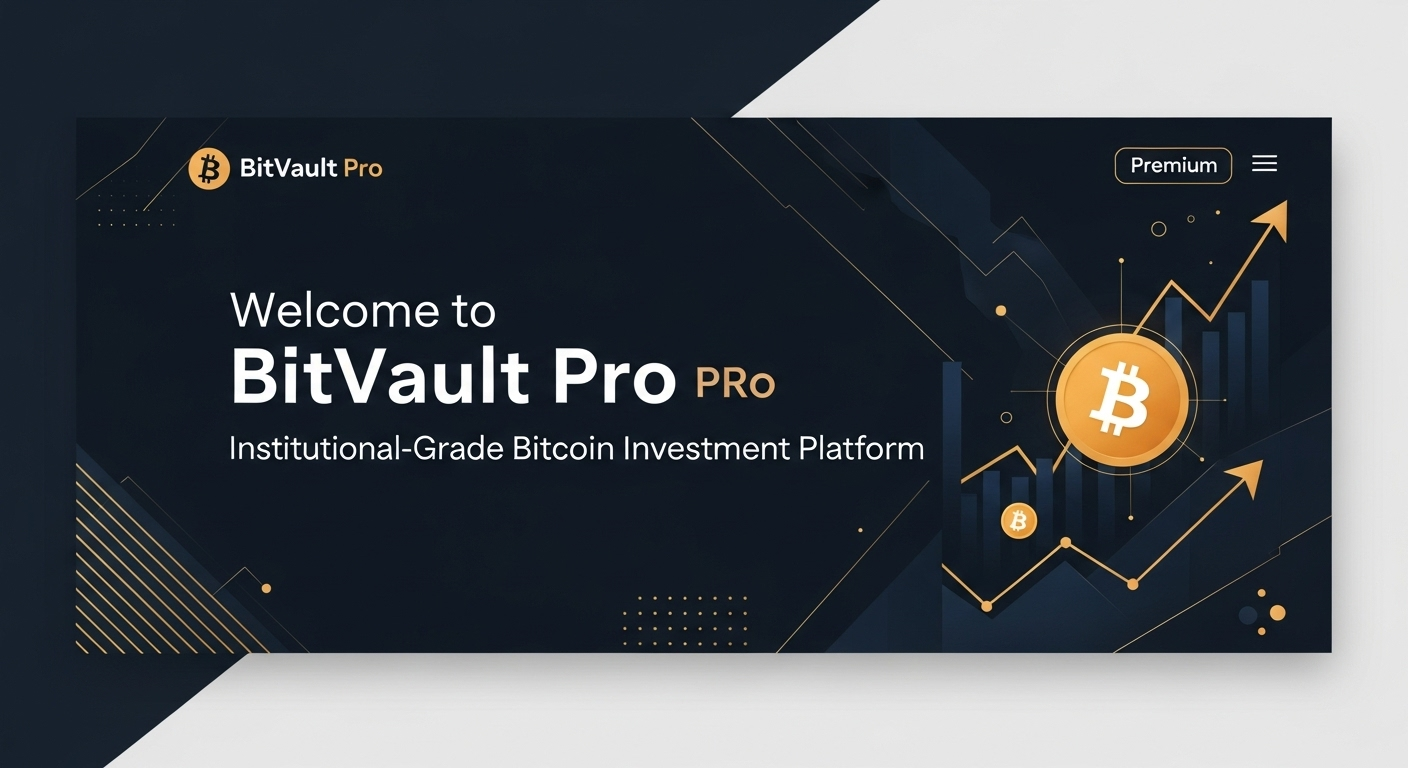 BitVault Pro
Premium
Welcome to
BitVault Pro PRo
Institutional-Grade Bitcoin Investment Platform